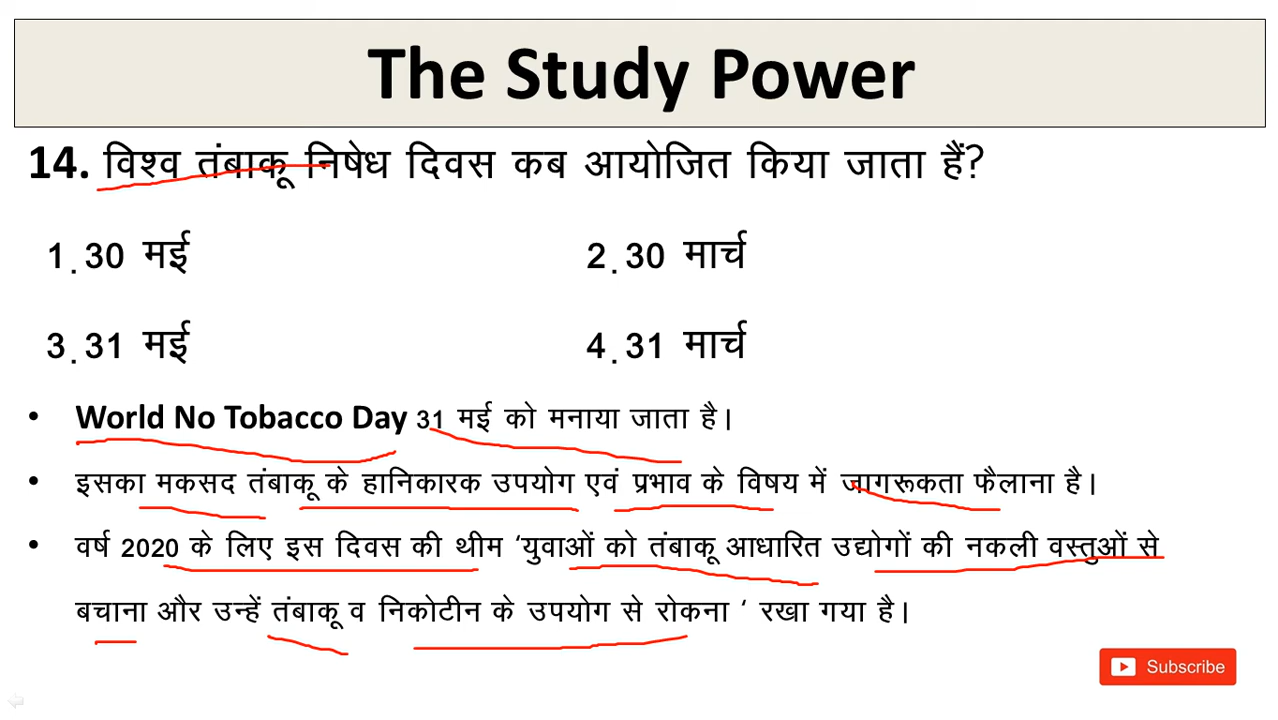 The Study Power
14. विश्व तंबाकू निषेध दिवस कब आयोजित किया जाता हैं?
1.30 मई 2.30 मार्च
3.31 मई 4.31 मार्च
• World No Tobacco Day 31 मई को मनाया जाता है।
• इसका मकसद तंबाकू के हानिकारक उपयोग एवं प्रभाव के विषय में जागरूकता फैलाना है।
• वर्ष 2020 के लिए इस दिवस की थीम ‘युवाओं को तंबाकू आधारित उद्योगों की नकली वस्तुओं से
बचाना और उन्हें तंबाकू व निकोटीन के उपयोग से रोकना ‘ रखा गया है।
Subscribe